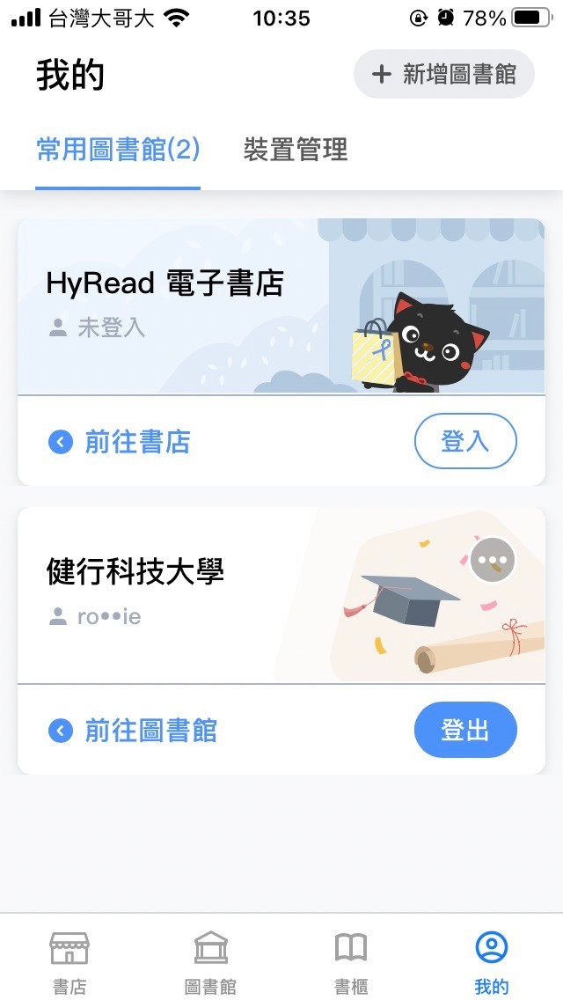 台灣大哥大 10:35 78%
我的
+ 新增圖書館
常用圖書館(2) 裝置管理
HyRead 電子書店
未登入
前往書店 登入
健行科技大學
ro••ie
前往圖書館 登出
書店 圖書館 書櫃 我的